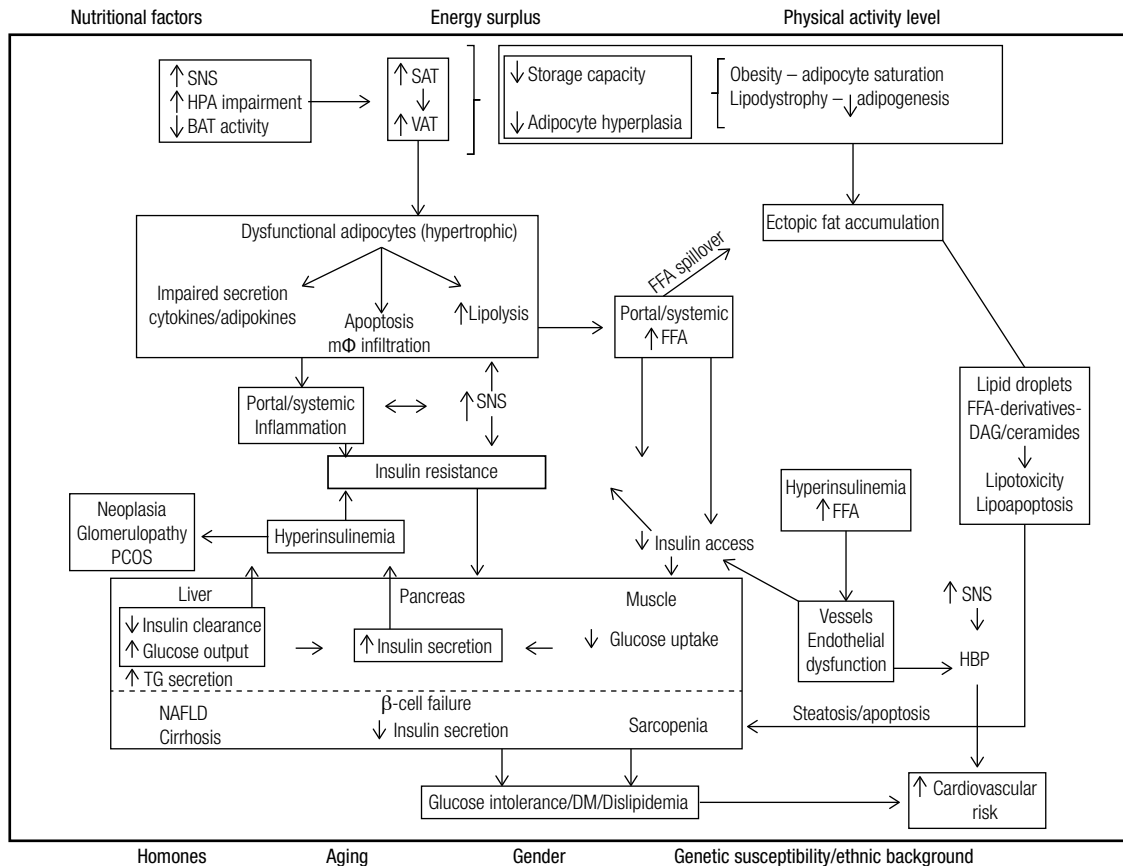 Nutritional factors
Energy surplus
Physical activity level
↑ SNS
↑ HPA impairment
↓ BAT activity
↑ SAT
↓
↑ VAT
↓ Storage capacity
↓ Adipocyte hyperplasia
Obesity – adipocyte saturation
Lipodystrophy – ↓ adipogenesis
Ectopic fat accumulation
Dysfunctional adipocytes (hypertrophic)
Impaired secretion
cytokines/adipokines
Apoptosis
mΦ infiltration
↑ Lipolysis
FFA spillover
Portal/systemic
↑ FFA
Portal/systemic
Inflammation
↑ SNS
Lipid droplets
FFA-derivatives-
DAG/ceramides
↓
Lipotoxicity
Lipoapoptosis
Insulin resistance
Neoplasia
Glomerulopathy
PCOS
Hyperinsulinemia
↓ Insulin access
Hyperinsulinemia
↑ FFA
Liver
Pancreas
Muscle
↓ Insulin clearance
↑ Glucose output
↑ TG secretion
↑ Insulin secretion
↓ Glucose uptake
Vessels
Endothelial
dysfunction
↑ SNS
HBP
NAFLD
Cirrhosis
β-cell failure
↓ Insulin secretion
Sarcopenia
Steatosis/apoptosis
Glucose intolerance/DM/Dislipidemia
↑ Cardiovascular
risk
Homones
Aging
Gender
Genetic susceptibility/ethnic background